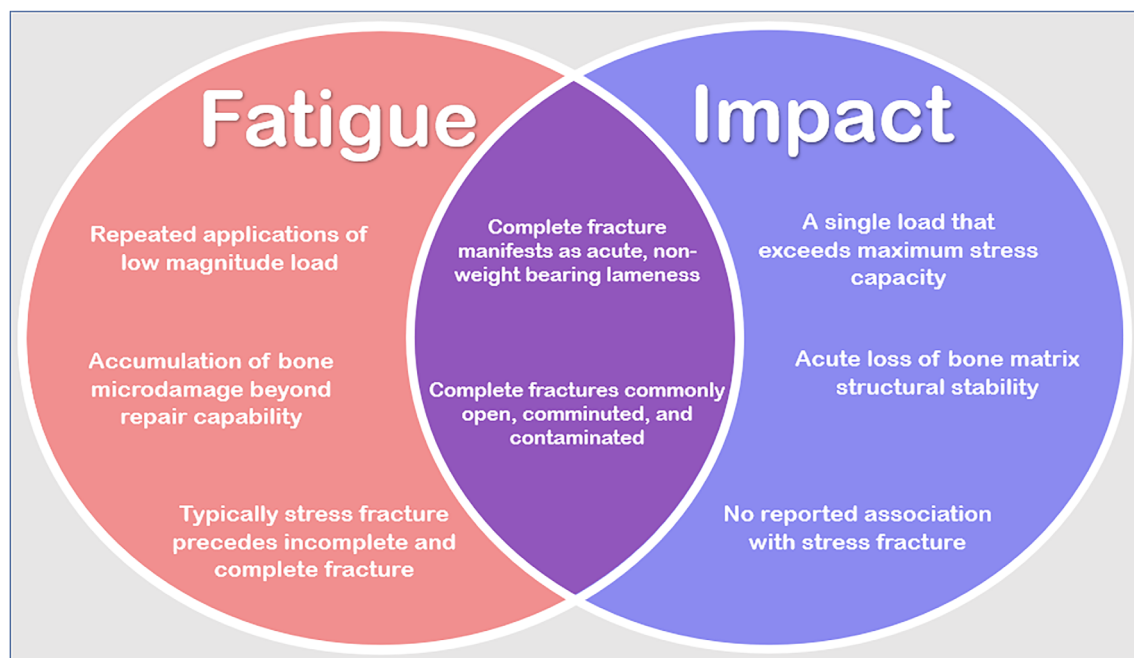 Fatigue
Repeated applications of
low magnitude load
Accumulation of bone
microdamage beyond
repair capability
Typically stress fracture
precedes incomplete and
complete fracture
Complete fracture
manifests as acute, non-
weight bearing lameness
Complete fractures commonly
open, comminuted, and
contaminated
Impact
A single load that
exceeds maximum stress
capacity
Acute loss of bone matrix
structural stability
No reported association
with stress fracture